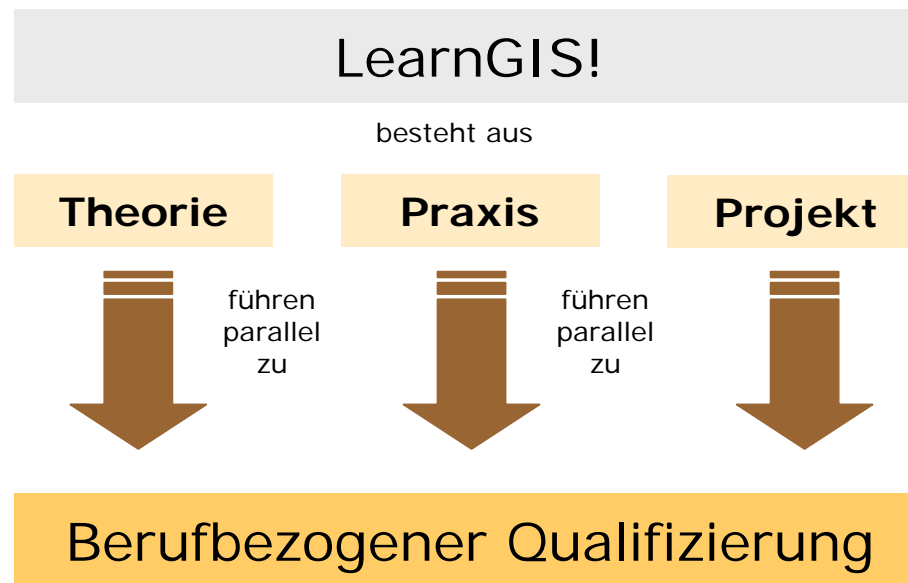 LearnGIS!
besteht aus
Theorie
Praxis
Projekt
führen
parallel
zu
führen
parallel
zu
Berufbezogener Qualifizierung